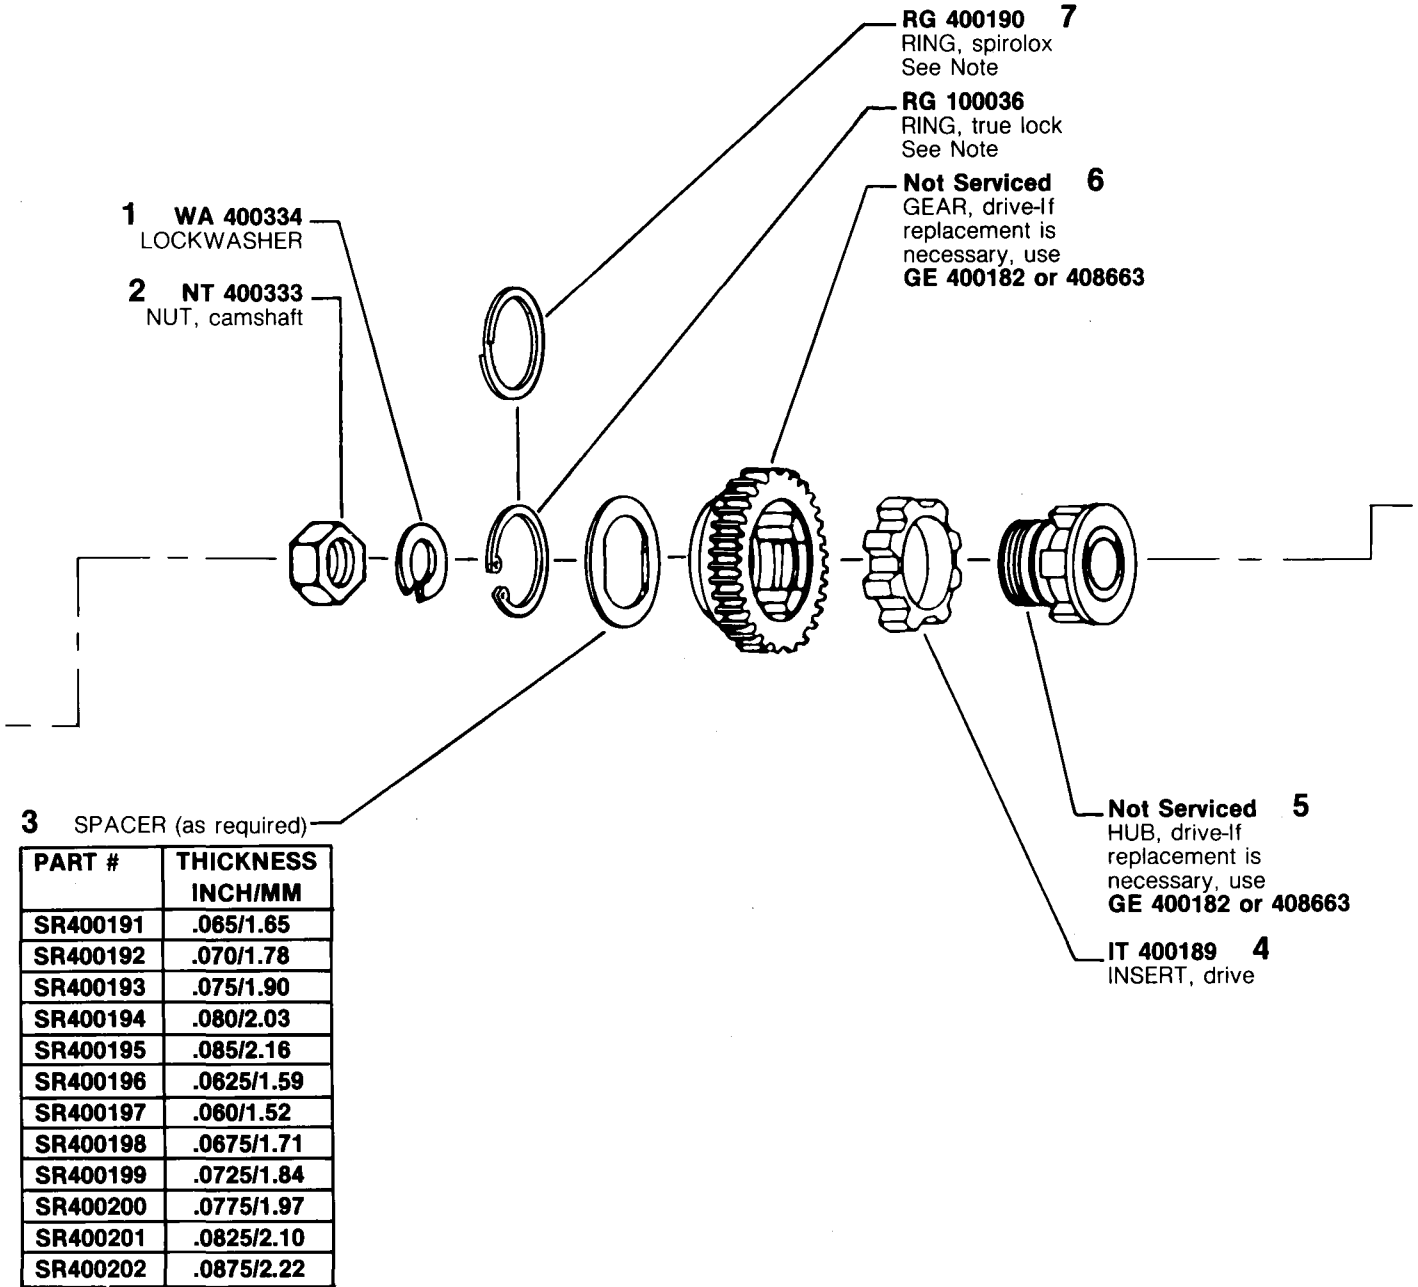 RG 400190 7
RING, spirolox
See Note
RG 100036
RING, true lock
See Note
Not Serviced 6
GEAR, drive-If
replacement is
necessary, use
GE 400182 or 408663
1 WA 400334
LOCKWASHER
2 NT 400333
NUT, camshaft
3 SPACER (as required)
PART # THICKNESS
INCH/MM
SR400191 .065/1.65
SR400192 .070/1.78
SR400193 .075/1.90
SR400194 .080/2.03
SR400195 .085/2.16
SR400196 .0625/1.59
SR400197 .060/1.52
SR400198 .0675/1.71
SR400199 .0725/1.84
SR400200 .0775/1.97
SR400201 .0825/2.10
SR400202 .0875/2.22
Not Serviced 5
HUB, drive-If
replacement is
necessary, use
GE 400182 or 408663
IT 400189 4
INSERT, drive